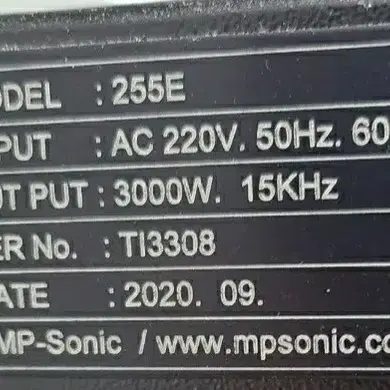 ODEL : 255E
PUT : AC 220V. 50Hz. 60
OT PUT : 3000W. 15KHz
ER No. : TI3308
ATE : 2020. 09.
MP-Sonic / www.mpsonic.co